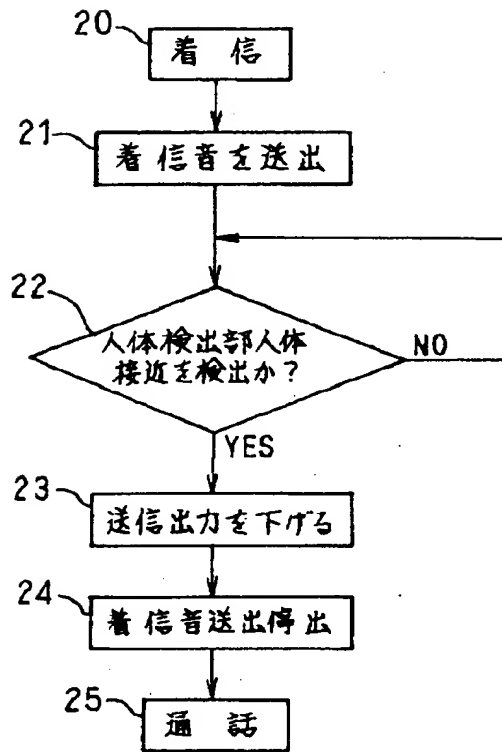 20
着信
21
着信音を送出
22
人体検出部人体
接近を検出か?
NO
YES
23
送信出力を下げる
24
着信音送出停出
25
通話